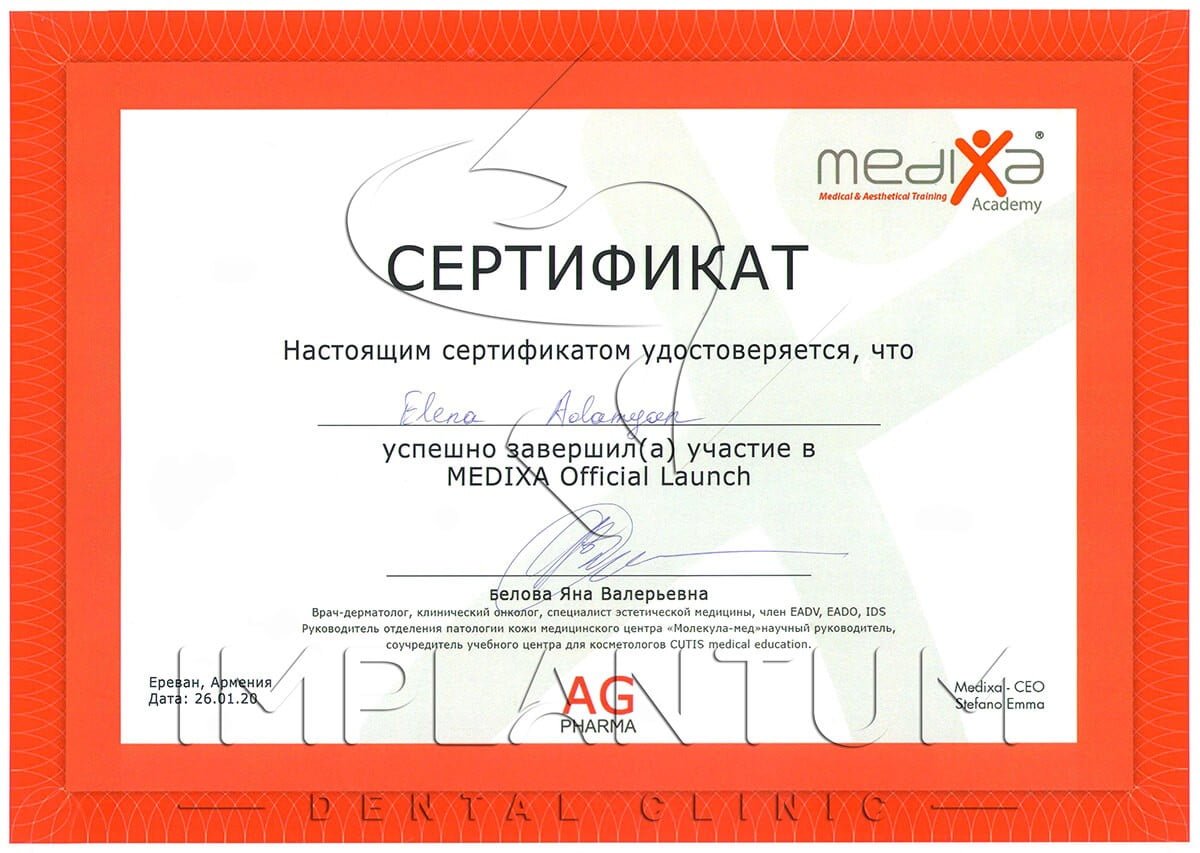 medixa®
Medical & Aesthetical Training
Academy
СЕРТИФИКАТ
Настоящим сертификатом удостоверяется, что
Elena Adamyan
успешно завершил(а) участие в
MEDIXA Official Launch
Белова Яна Валерьевна
Врач-дерматолог, клинический онколог, специалист эстетической медицины, член EADV, EADO, IDS
Руководитель отделения патологии кожи медицинского центра «Молекула-мед»научный руководитель,
соучредитель учебного центра для косметологов CUTIS medical education.
Ереван, Армения
Дата: 26.01.20
AG
PHARMA
Medixa - CEO
Stefano Emma
IMPLANTUM
DENTAL CLINIC